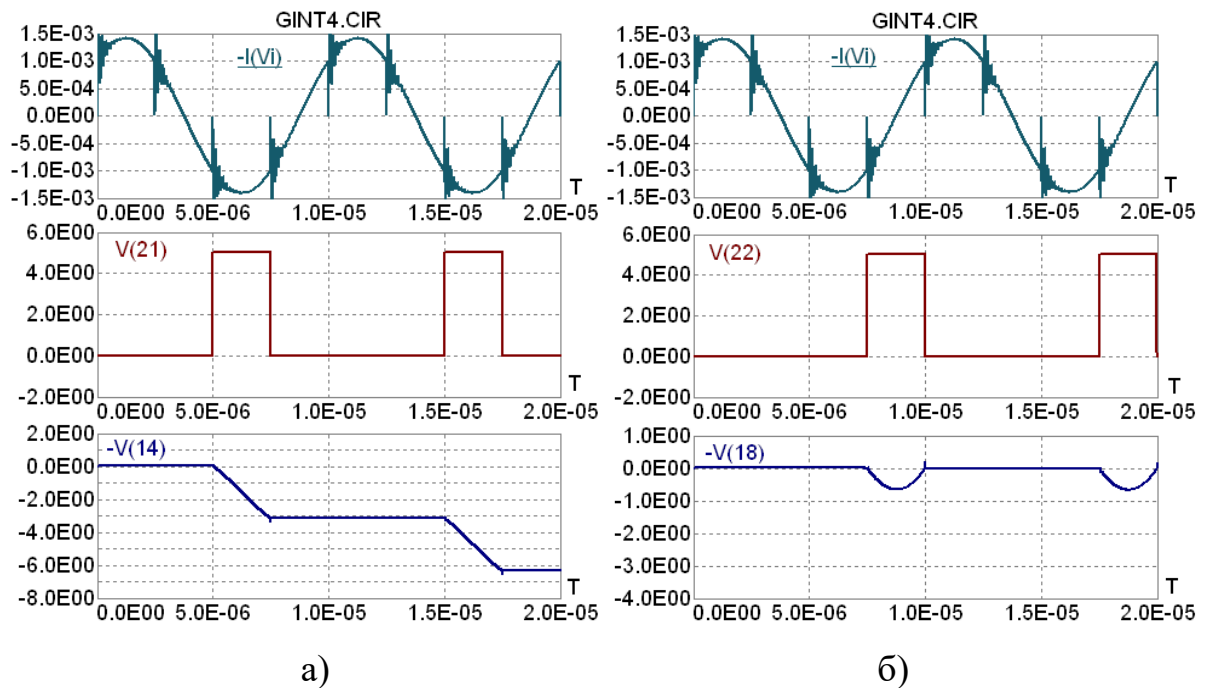 GINT4.CIR
1.5E-03
-I(Vi)
1.0E-03
5.0E-04
0.0E00
-5.0E-04
-1.0E-03
-1.5E-03
T
0.0E00 5.0E-06 1.0E-05 1.5E-05 2.0E-05
6.0E00
V(21)
4.0E00
2.0E00
0.0E00
-2.0E00
T
0.0E00 5.0E-06 1.0E-05 1.5E-05 2.0E-05
2.0E00
-V(14)
0.0E00
-2.0E00
-4.0E00
-6.0E00
-8.0E00
T
0.0E00 5.0E-06 1.0E-05 1.5E-05 2.0E-05
а)
GINT4.CIR
1.5E-03
-I(Vi)
1.0E-03
5.0E-04
0.0E00
-5.0E-04
-1.0E-03
-1.5E-03
T
0.0E00 5.0E-06 1.0E-05 1.5E-05 2.0E-05
6.0E00
V(22)
4.0E00
2.0E00
0.0E00
-2.0E00
T
0.0E00 5.0E-06 1.0E-05 1.5E-05 2.0E-05
1.0E00
-V(18)
0.0E00
-1.0E00
-2.0E00
-3.0E00
-4.0E00
T
0.0E00 5.0E-06 1.0E-05 1.5E-05 2.0E-05
б)